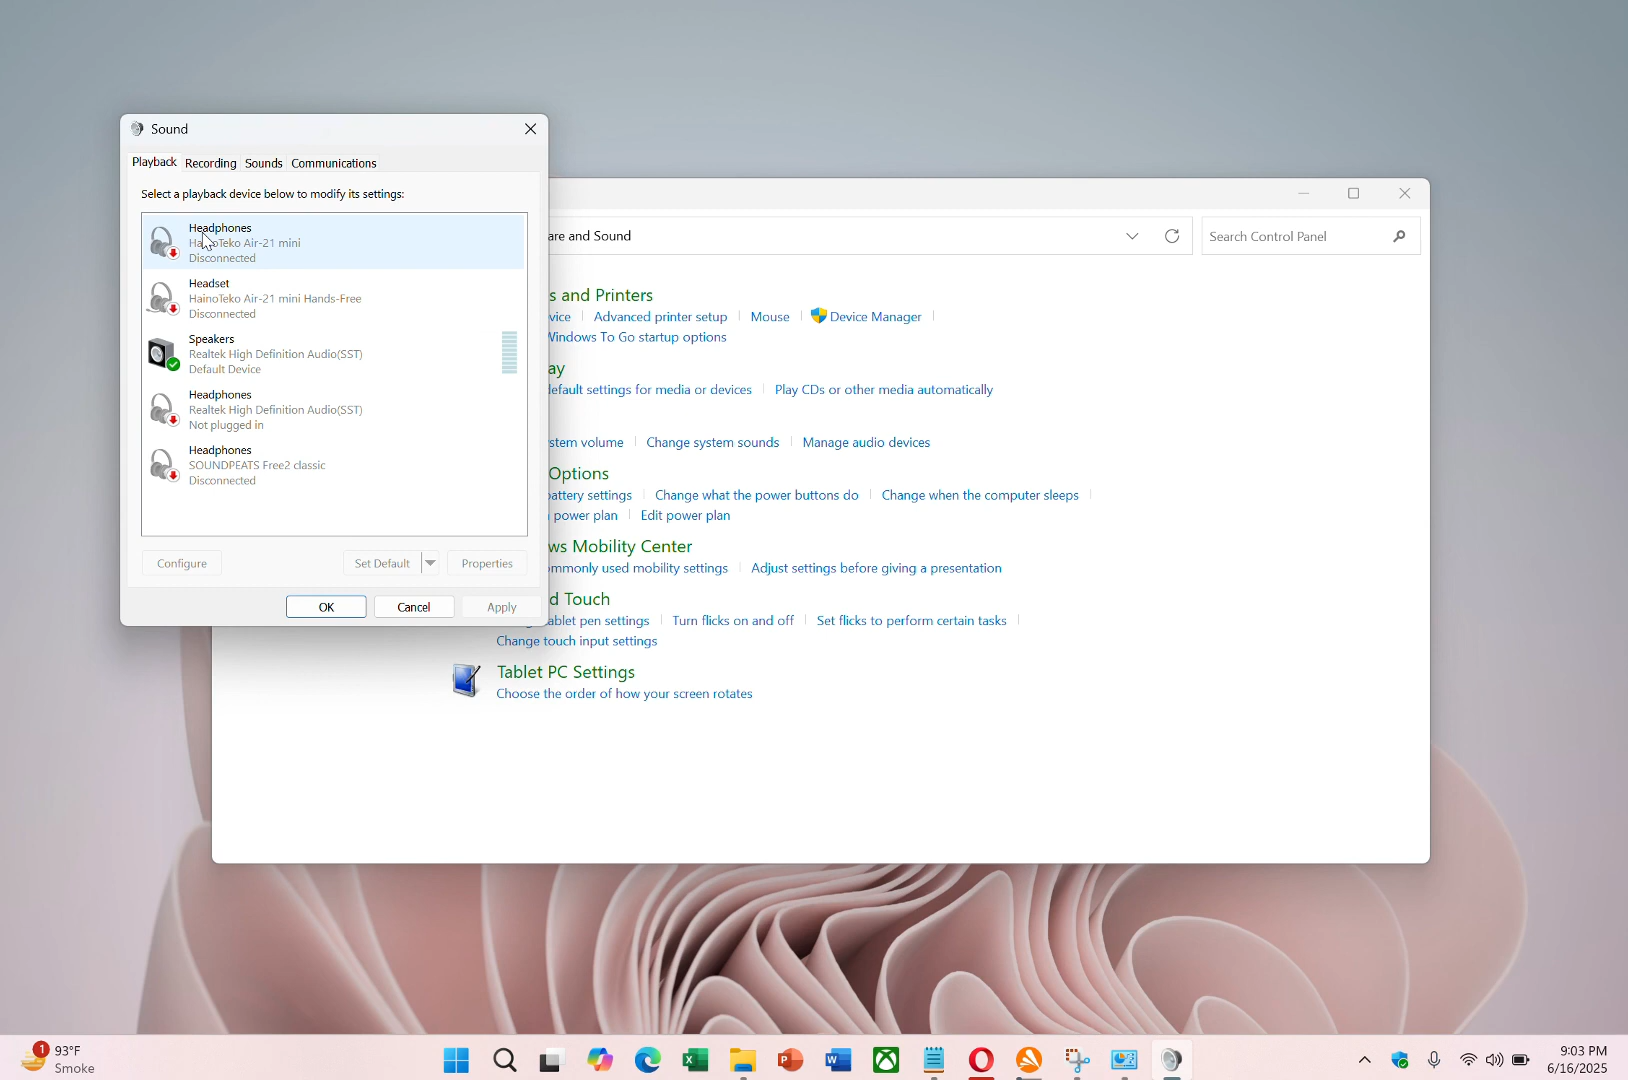 Sound
Playback Recording Sounds Communications
Select a playback device below to modify its settings:
Headphones
Teko Air-21 mini
Disconnected
Headset
HainoTeko Air-21 mini Hands-Free
Disconnected
Speakers
Realtek High Definition Audio(SST)
Default Device
Headphones
Realtek High Definition Audio(SST)
Not plugged in
Headphones
SOUNDPEATS Free2 classic
Disconnected
Configure Set Default Properties
OK Cancel Apply
are and Sound
Search Control Panel
s and Printers
vice Advanced printer setup Mouse Device Manager
Windows To Go startup options
ay
default settings for media or devices Play CDs or other media automatically
stem volume Change system sounds Manage audio devices
Options
battery settings Change what the power buttons do Change when the computer sleeps
power plan Edit power plan
ws Mobility Center
mmonly used mobility settings Adjust settings before giving a presentation
d Touch
tablet pen settings Turn flicks on and off Set flicks to perform certain tasks
Change touch input settings
Tablet PC Settings
Choose the order of how your screen rotates
1
93°F
Smoke
9:03 PM
6/16/2025